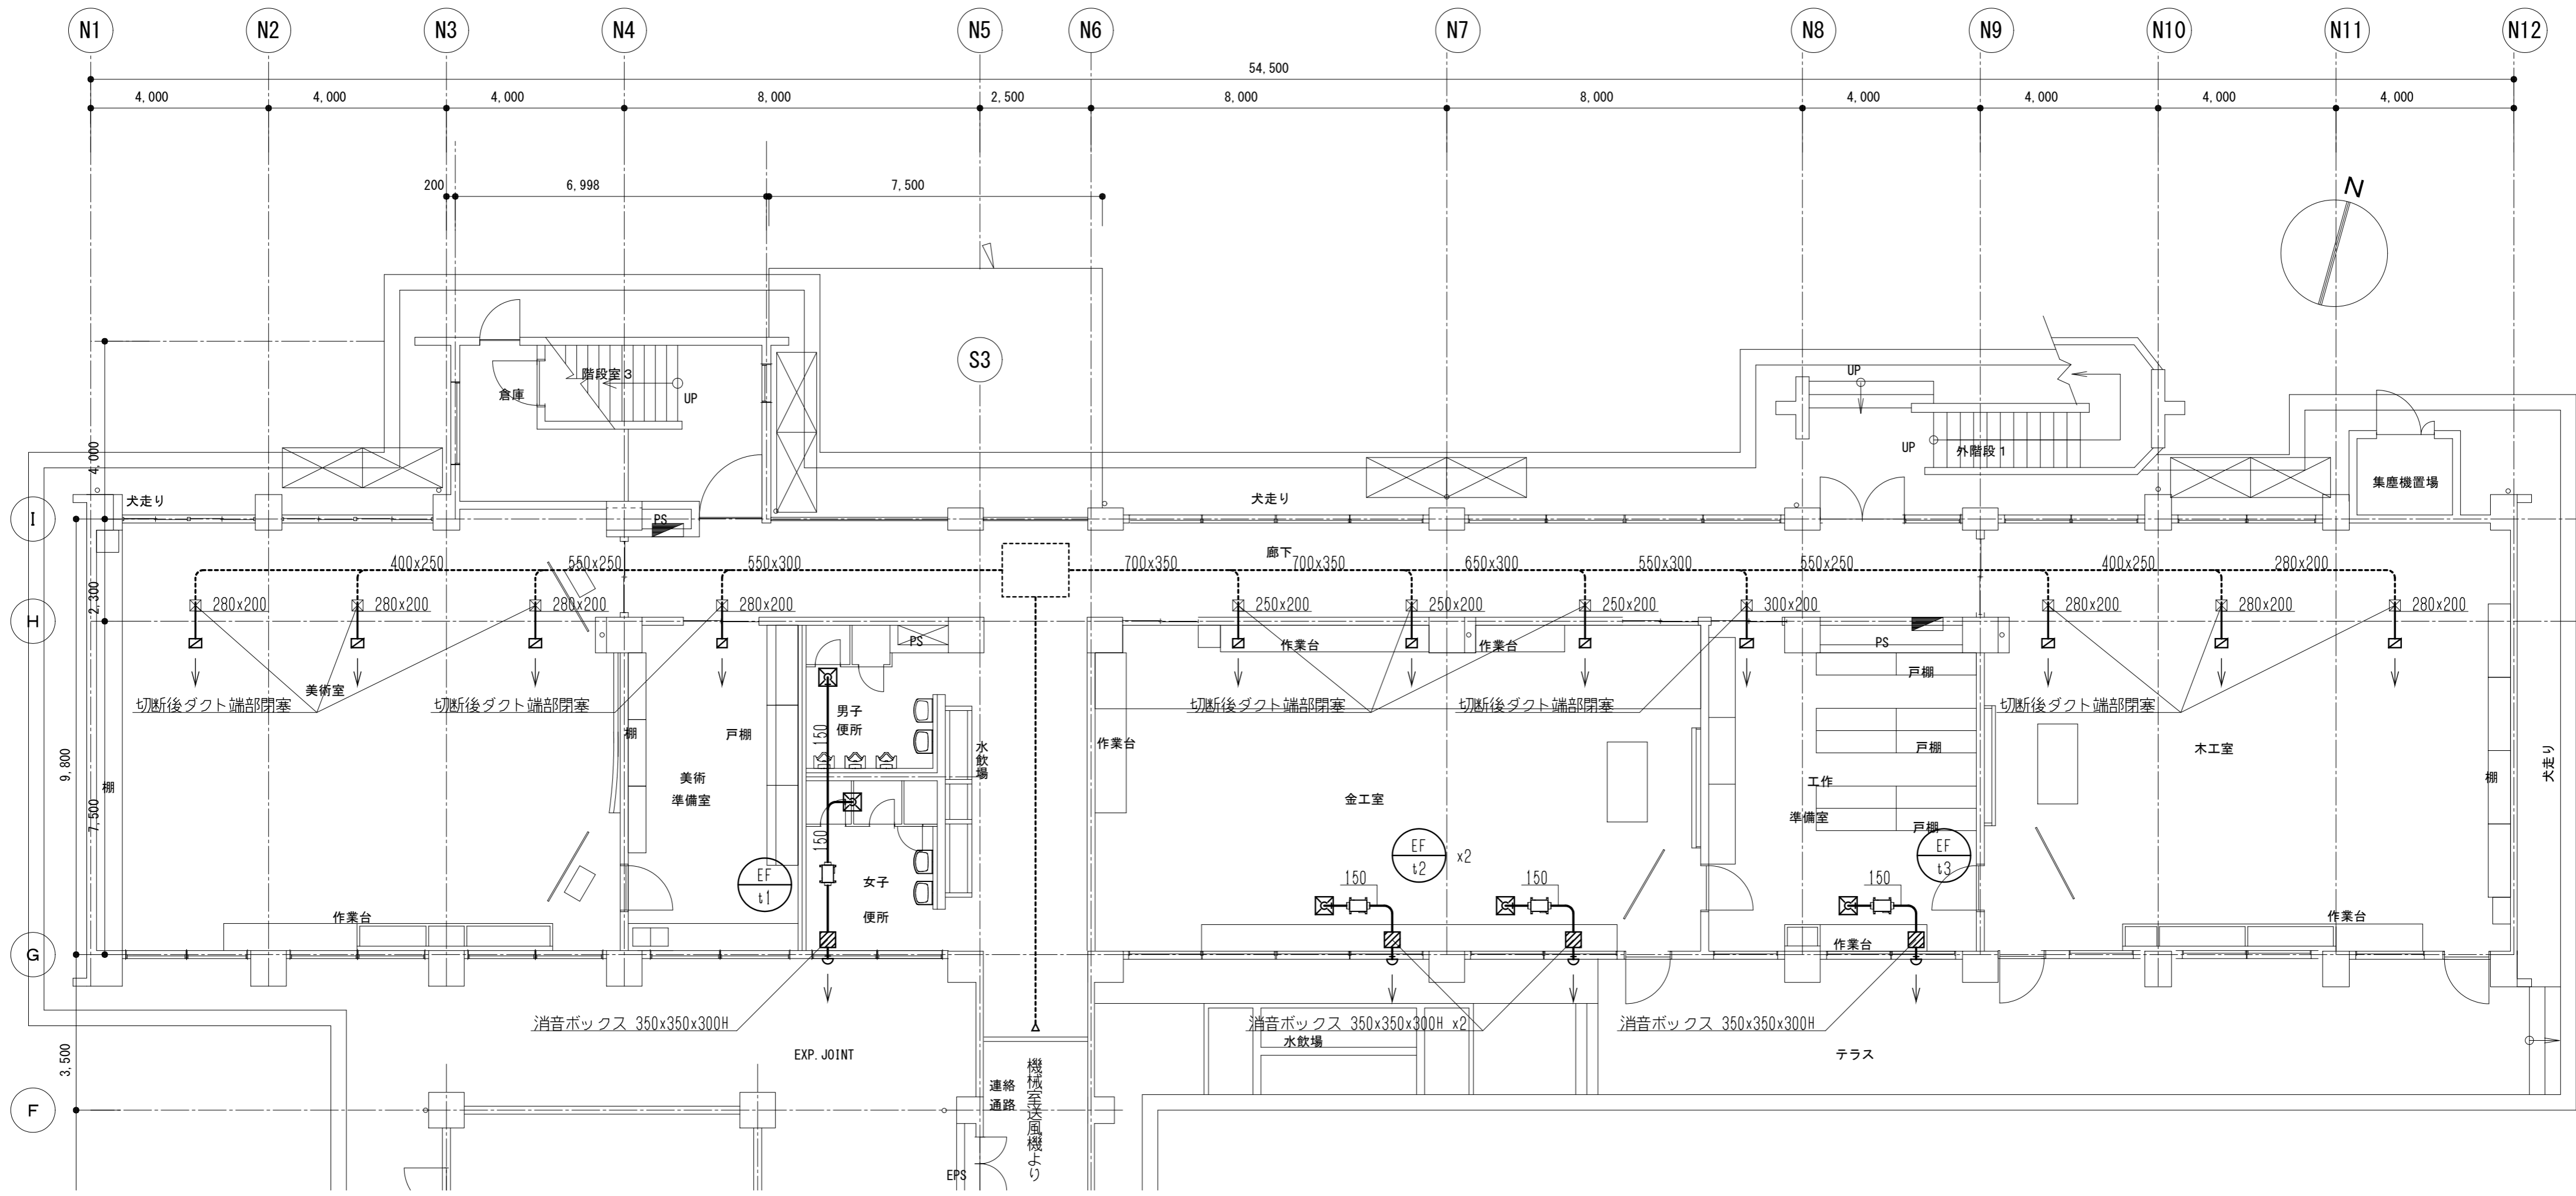 N1 N2 N3 N4 N5 N6 N7 N8 N9 N10 N11 N12
54,500
4,000 4,000 4,000 8,000 2,500 8,000 8,000 4,000 4,000 4,000 4,000
200 6,998 7,500
N
S3
階段室3
倉庫
UP
UP
UP
外階段1
集塵機置場
4,000
犬走り
犬走り
I
PS
廊下
400x250 550x250 550x300 700x350 700x350 650x300 550x300 550x250 400x250 280x200
2,300
280x200 280x200 280x200 280x200 250x200 250x200 250x200 300x200 280x200 280x200 280x200
H
PS
作業台 作業台
PS
戸棚
美術室
切断後ダクト端部閉塞 切断後ダクト端部閉塞 切断後ダクト端部閉塞 切断後ダクト端部閉塞 切断後ダクト端部閉塞
男子
便所
150
棚
戸棚
水飲場
作業台
戸棚
木工室
犬走り
9,800
7,500
棚
美術
準備室
金工室
工作
準備室
戸棚
棚
150
EF
t1
女子
便所
EF
t2
x2
EF
t3
150 150 150
作業台
作業台
作業台
G
消音ボックス 350x350x300H
消音ボックス 350x350x300H x2
消音ボックス 350x350x300H
水飲場
テラス
EXP.JOINT
3,500
連絡
通路
機械室送風機より
F
EPS